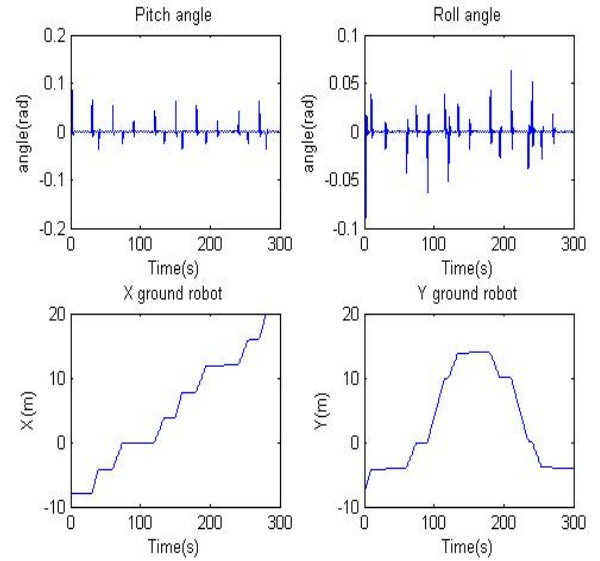 Pitch angle
Roll angle
0.2
0.1
0
-0.1
-0.2
angle(rad)
0 100 200 300
Time(s)
0.1
0.05
0
-0.05
-0.1
angle(rad)
0 100 200 300
Time(s)
X ground robot
Y ground robot
20
10
0
-10
X (m)
0 100 200 300
Time(s)
20
10
0
-10
Y(m)
0 100 200 300
Time(s)